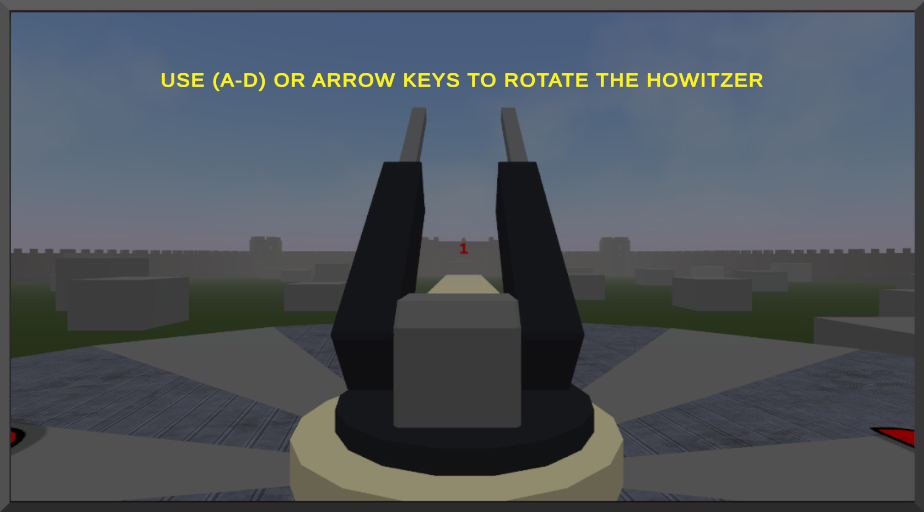 USE (A-D) OR ARROW KEYS TO ROTATE THE HOWITZER
1